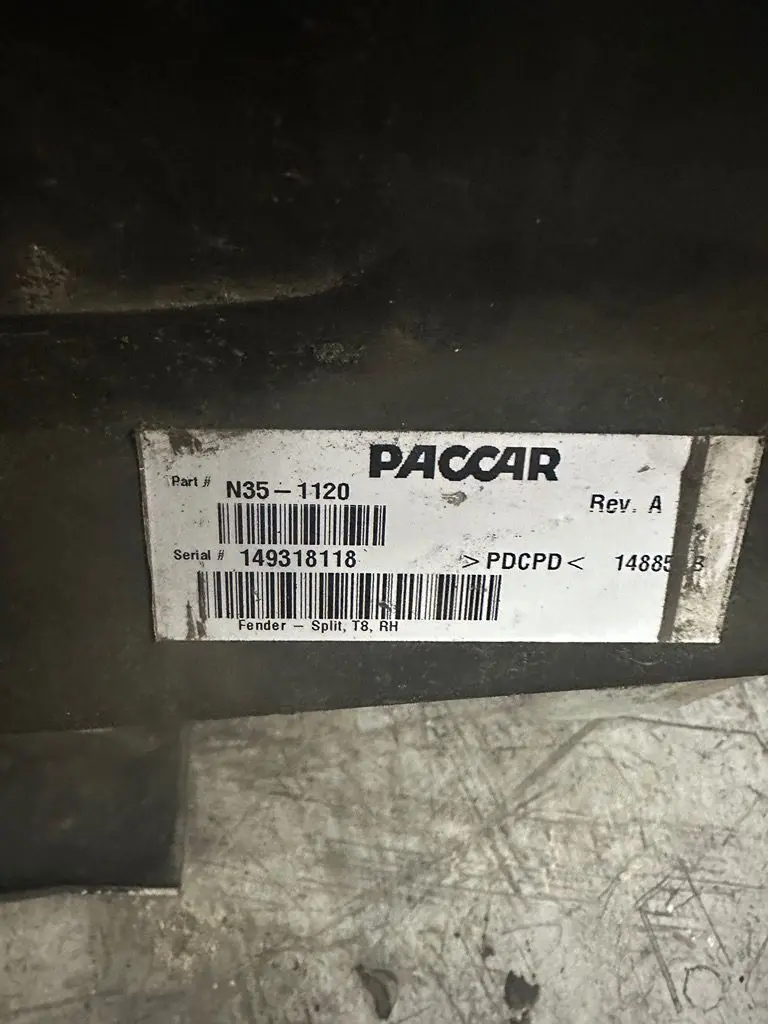 PACCAR
Part # N35-1120
Rev. A
Serial # 149318118 >PDCPD<
Fender - Split, T8, RH